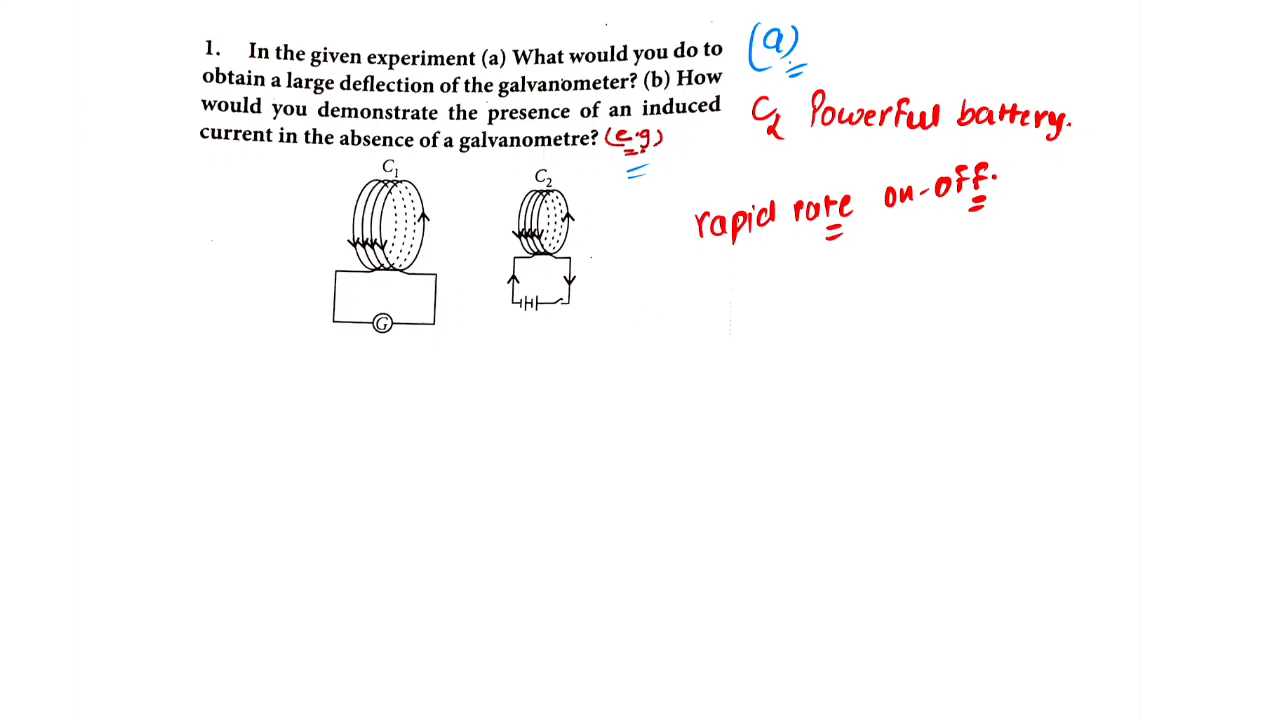 1. In the given experiment (a) What would you do to
obtain a large deflection of the galvanometer? (b) How
would you demonstrate the presence of an induced
current in the absence of a galvanometre? (e.g)
C1
C2
G
(a)
C2 Powerful battery.
rapid rate on-off.